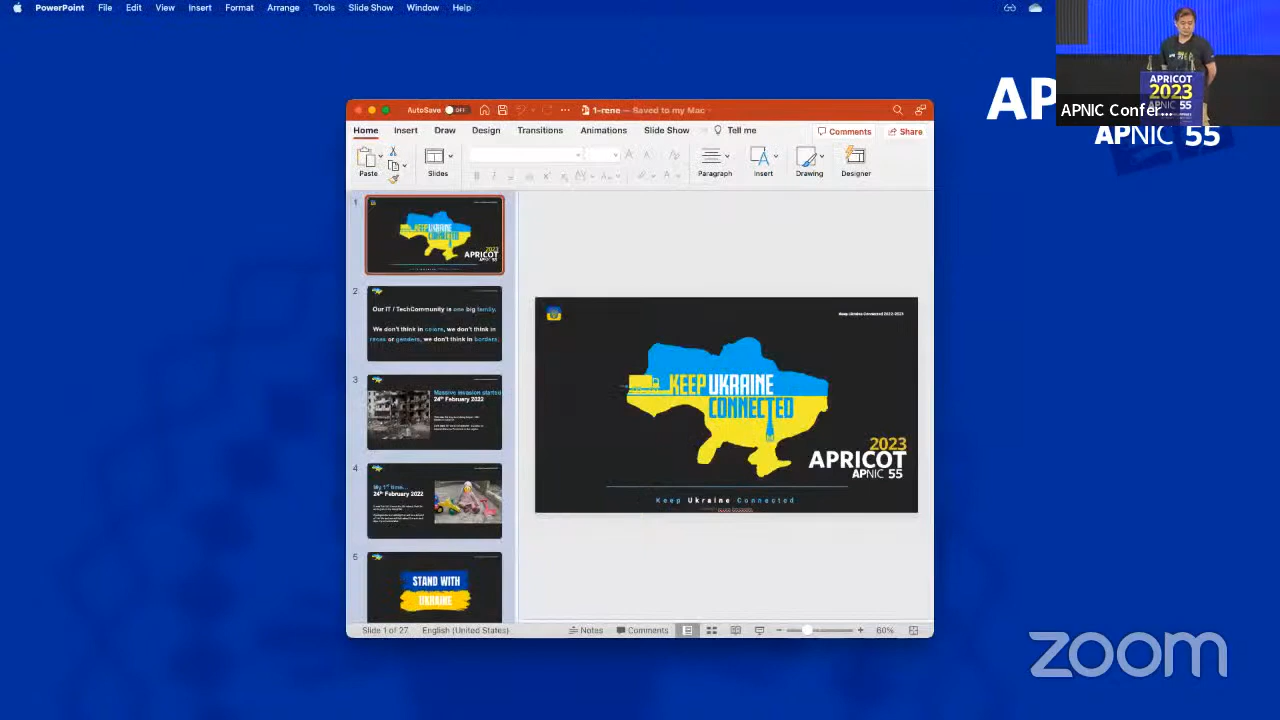 PowerPoint File Edit View Insert Format Arrange Tools Slide Show Window Help
AP
APNIC 55
APRICOT
2023
APNIC 55
APNIC Confer...
AutoSave OFF
1-rene — Saved to my Mac
Home Insert Draw Design Transitions Animations Slide Show Tell me
Comments Share
Paste
Slides
Paragraph
Insert
Drawing
Designer
1
KEEP UKRAINE
CONNECTED
2023
APRICOT
APNIC 55
2
Our IT / TechCommunity is one big family.
We don't think in colors, we don't think in
races or genders, we don't think in borders.
3
Massive invasion started
24th February 2022
4
My 1st time...
24th February 2022
5
STAND WITH
UKRAINE
Keep Ukraine Connected 2022-2023
KEEP UKRAINE
CONNECTED
2023
APRICOT
APNIC 55
Keep Ukraine Connected
Slide 1 of 27 English (United States)
Notes Comments
60%
zoom